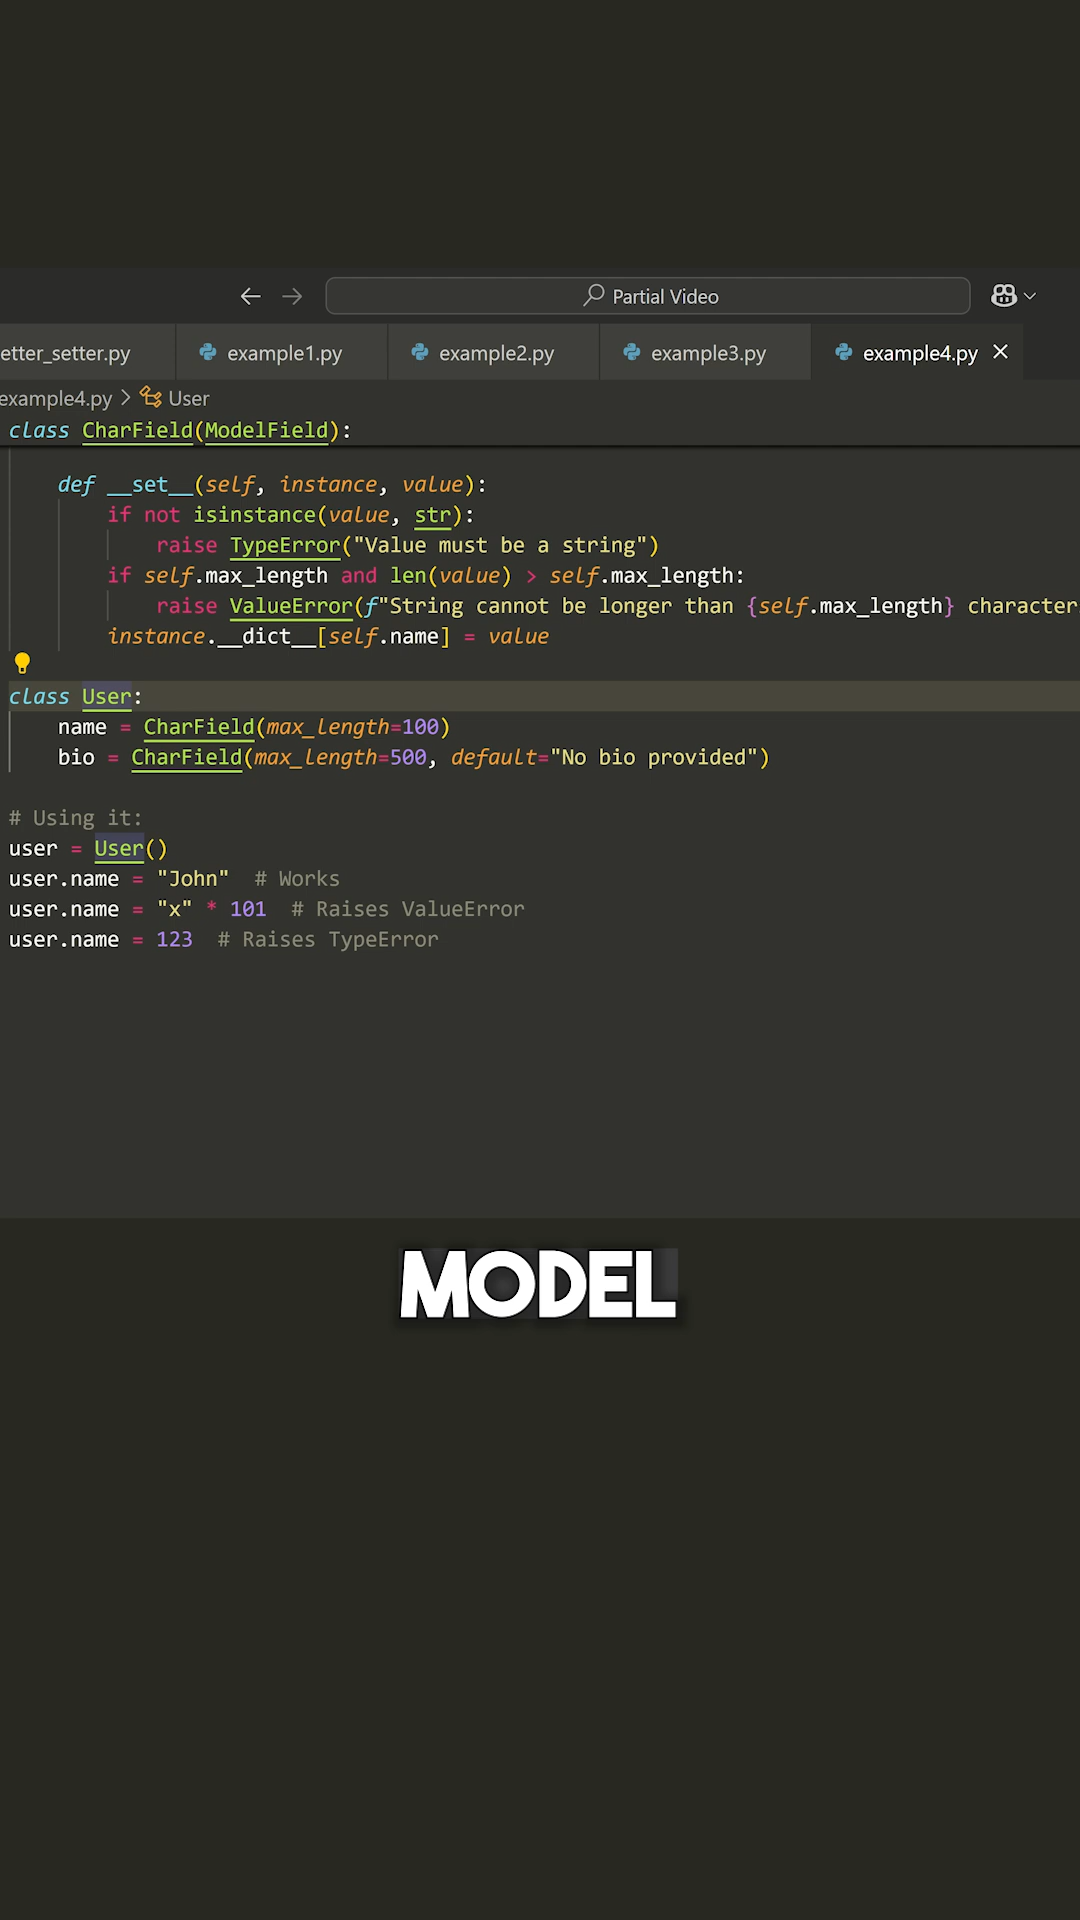 Partial Video
etter_setter.py example1.py example2.py example3.py example4.py
example4.py > User
class CharField(ModelField):
def __set__(self, instance, value):
if not isinstance(value, str):
raise TypeError("Value must be a string")
if self.max_length and len(value) > self.max_length:
raise ValueError(f"String cannot be longer than {self.max_length} character
instance.__dict__[self.name] = value
class User:
name = CharField(max_length=100)
bio = CharField(max_length=500, default="No bio provided")
# Using it:
user = User()
user.name = "John" # Works
user.name = "x" * 101 # Raises ValueError
user.name = 123 # Raises TypeError
MODEL